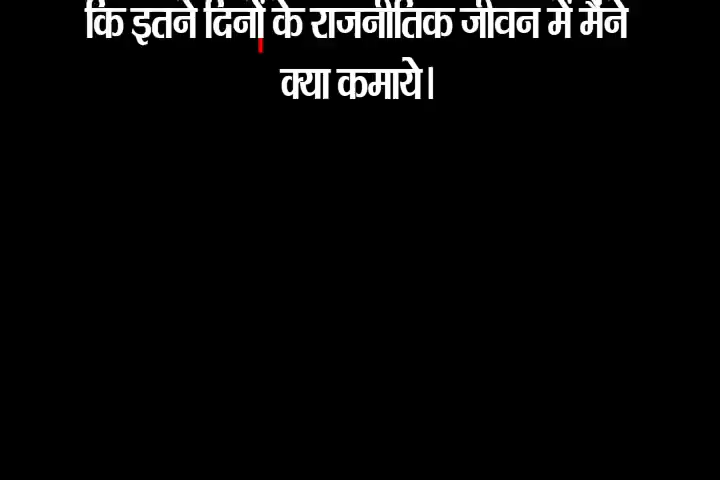 कि इतने दिनों के राजनीतिक जीवन में मैंने
क्या कमाये।